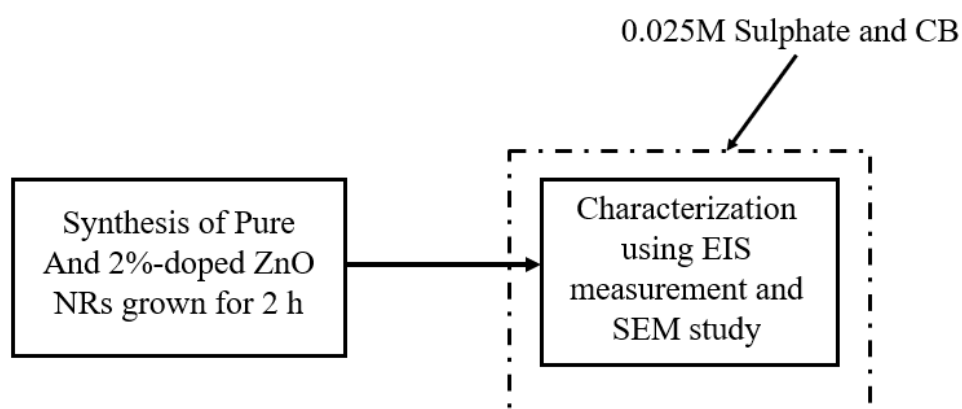 0.025M Sulphate and CB
Synthesis of Pure
And 2%-doped ZnO
NRs grown for 2 h
Characterization
using EIS
measurement and
SEM study